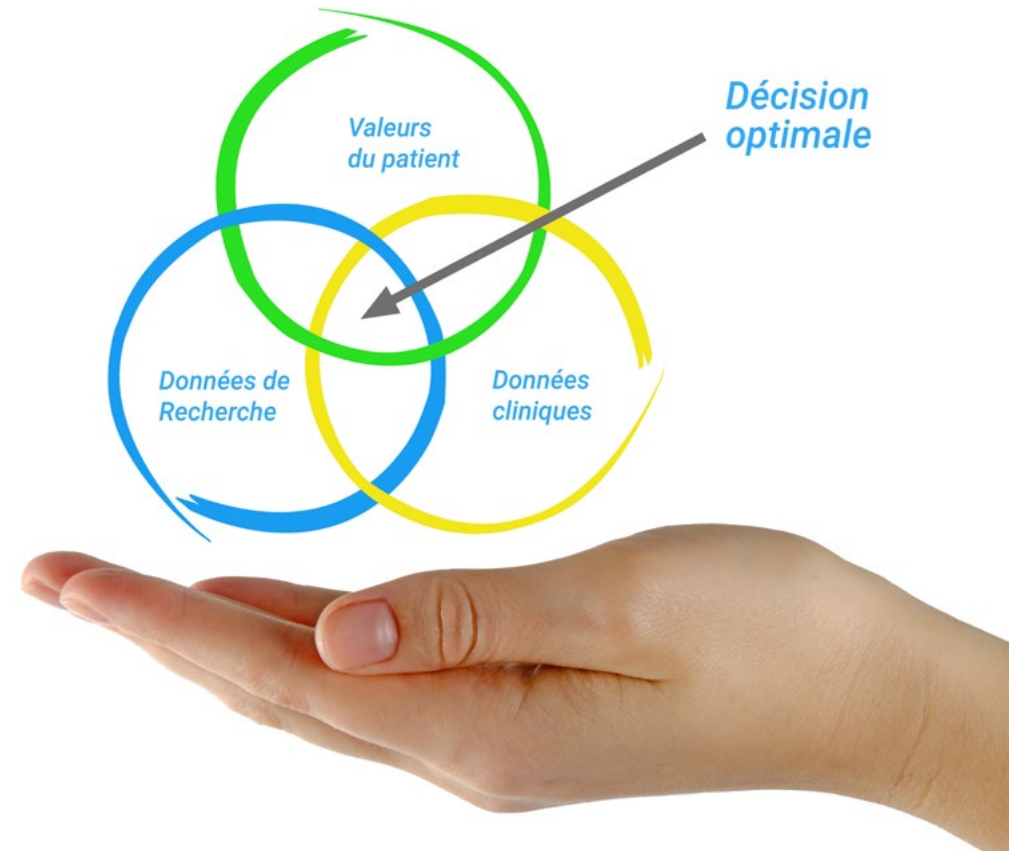 Valeurs
du patient
Décision
optimale
Données de
Recherche
Données
cliniques